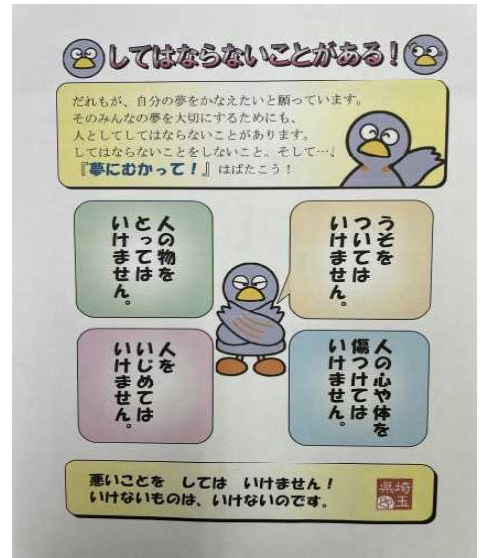 してはならないことがある！
だれもが、自分の夢をかなえたいと願っています。
そのみんなの夢を大切にするためにも、
人としてしてはならないことがあります。
してはならないことをしないこと。そして…」
『夢にむかって！』はばたこう！
うそを
ついては
いけません。
人の物を
とっては
いけません。
人の心や体を
傷つけては
いけません。
人を
いじめては
いけません。
悪いことを しては いけません！
いけないものは、いけないのです。
埼玉
県